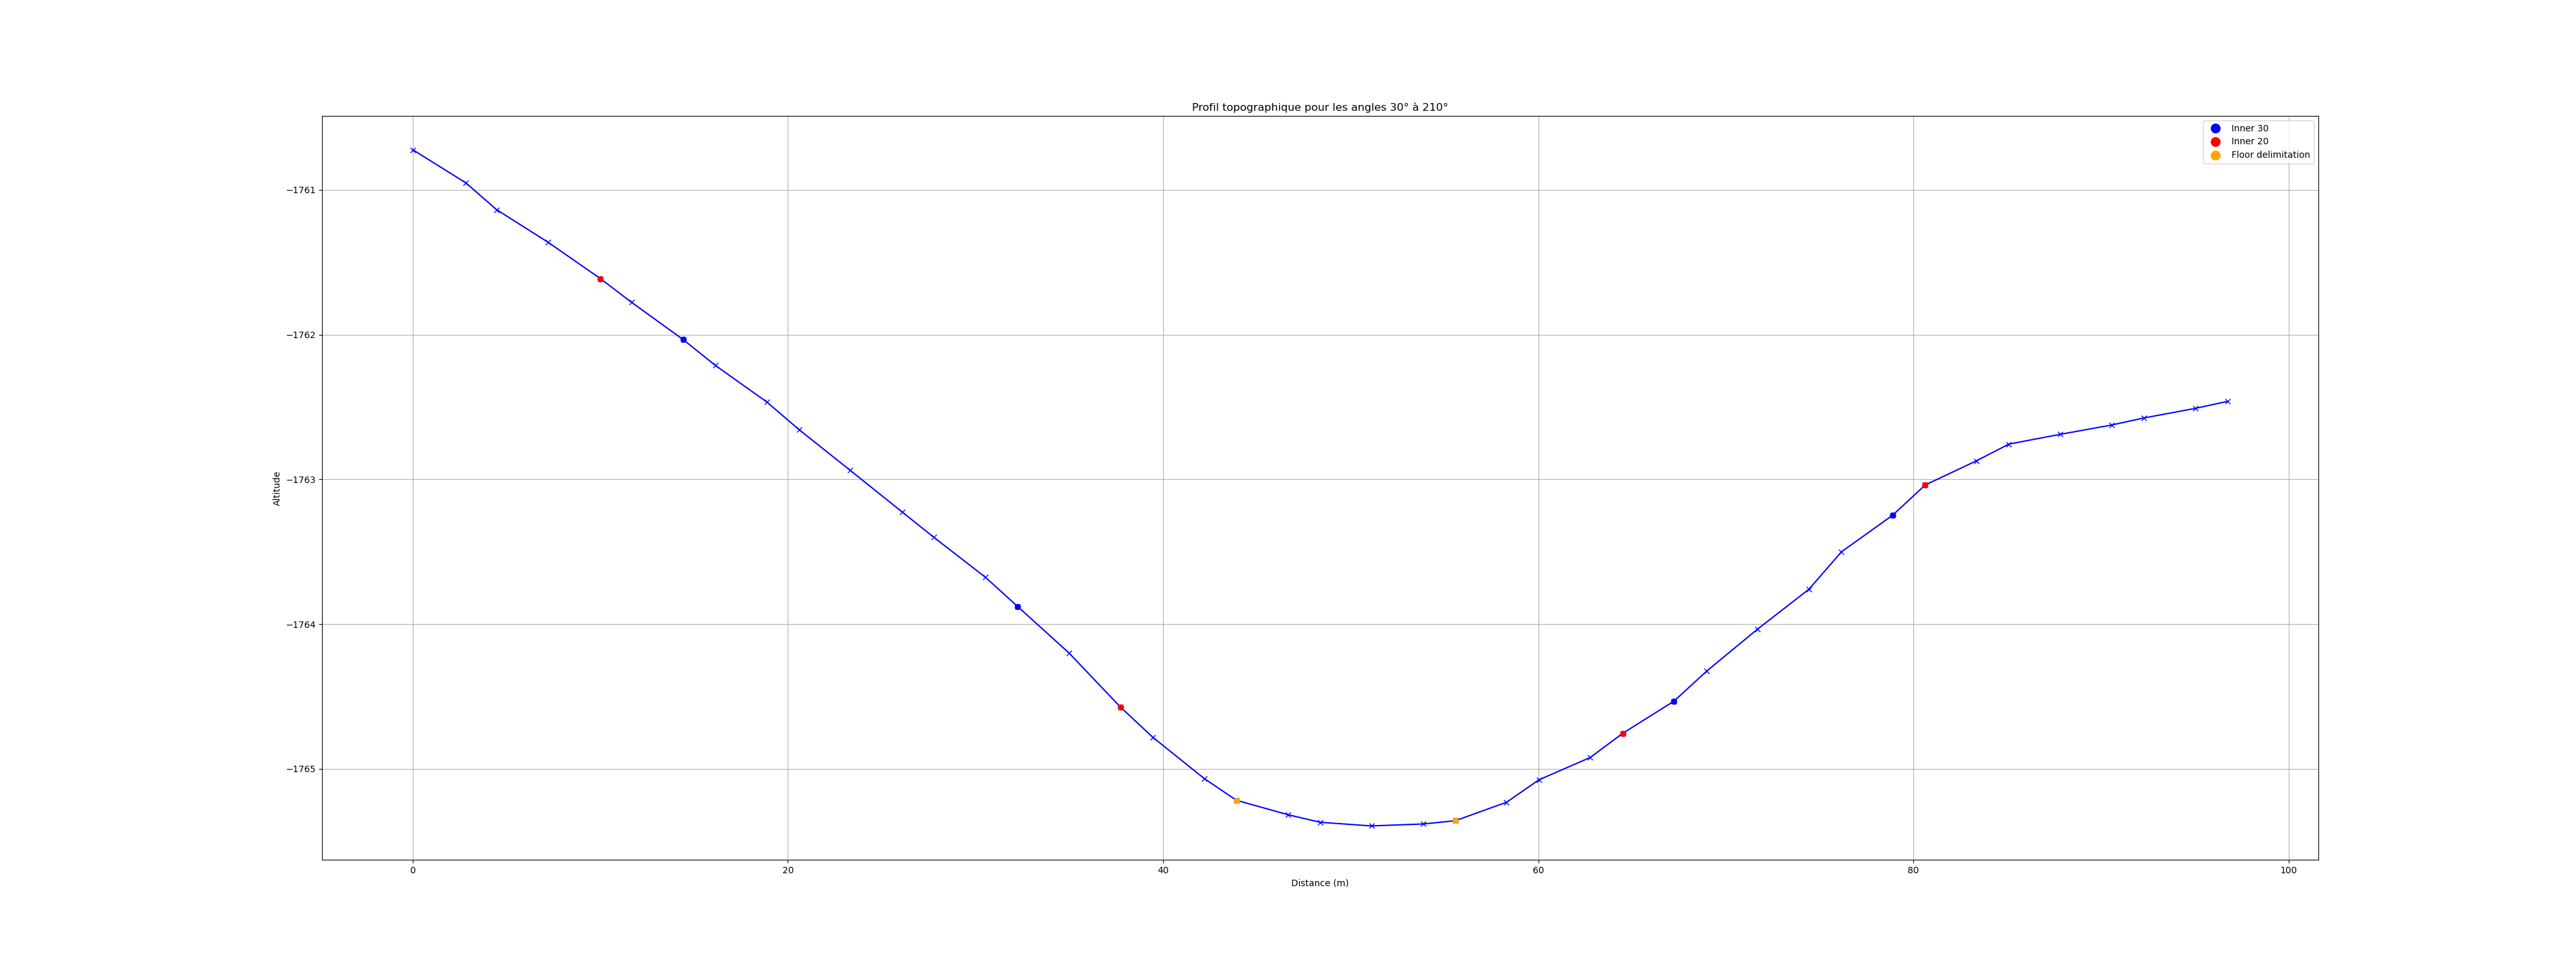 Profil topographique pour les angles 30° à 210°
Inner 30
Inner 20
Floor delimitation
−1761
−1762
−1763
−1764
−1765
Altitude
0 20 40 60 80 100
Distance (m)